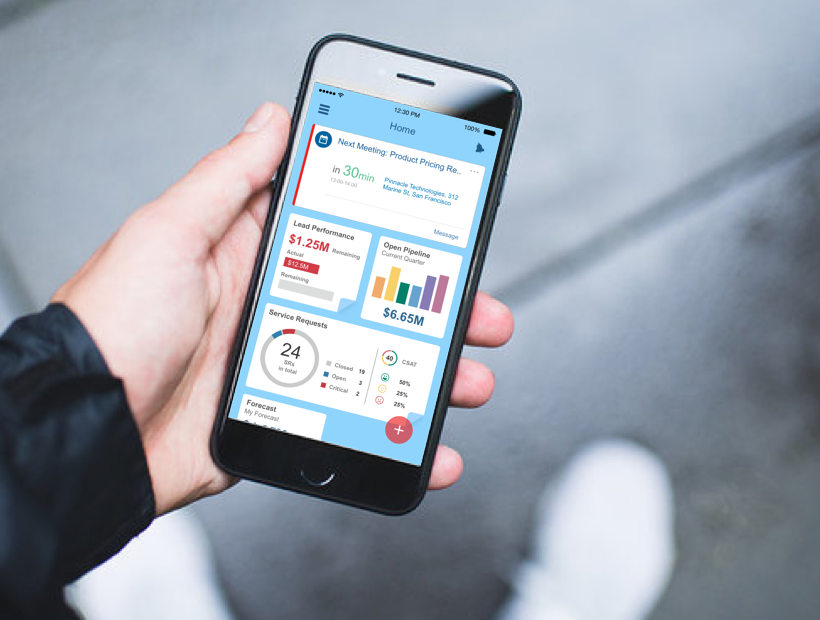 12:30 PM
100%
Home
Next Meeting: Product Pricing Re..
in 30min
12:00-14:00
Pinnacle Technologies, 312
Marine St, San Francisco
Message
Lead Performance
$1.25M Remaining
Actual
$12.5M
Remaining
Open Pipeline
Current Quarter
$6.65M
Service Requests
24
SRs
in total
Closed 19
Open 3
Critical 2
40 CSAT
50%
25%
25%
Forecast
My Forecast
+